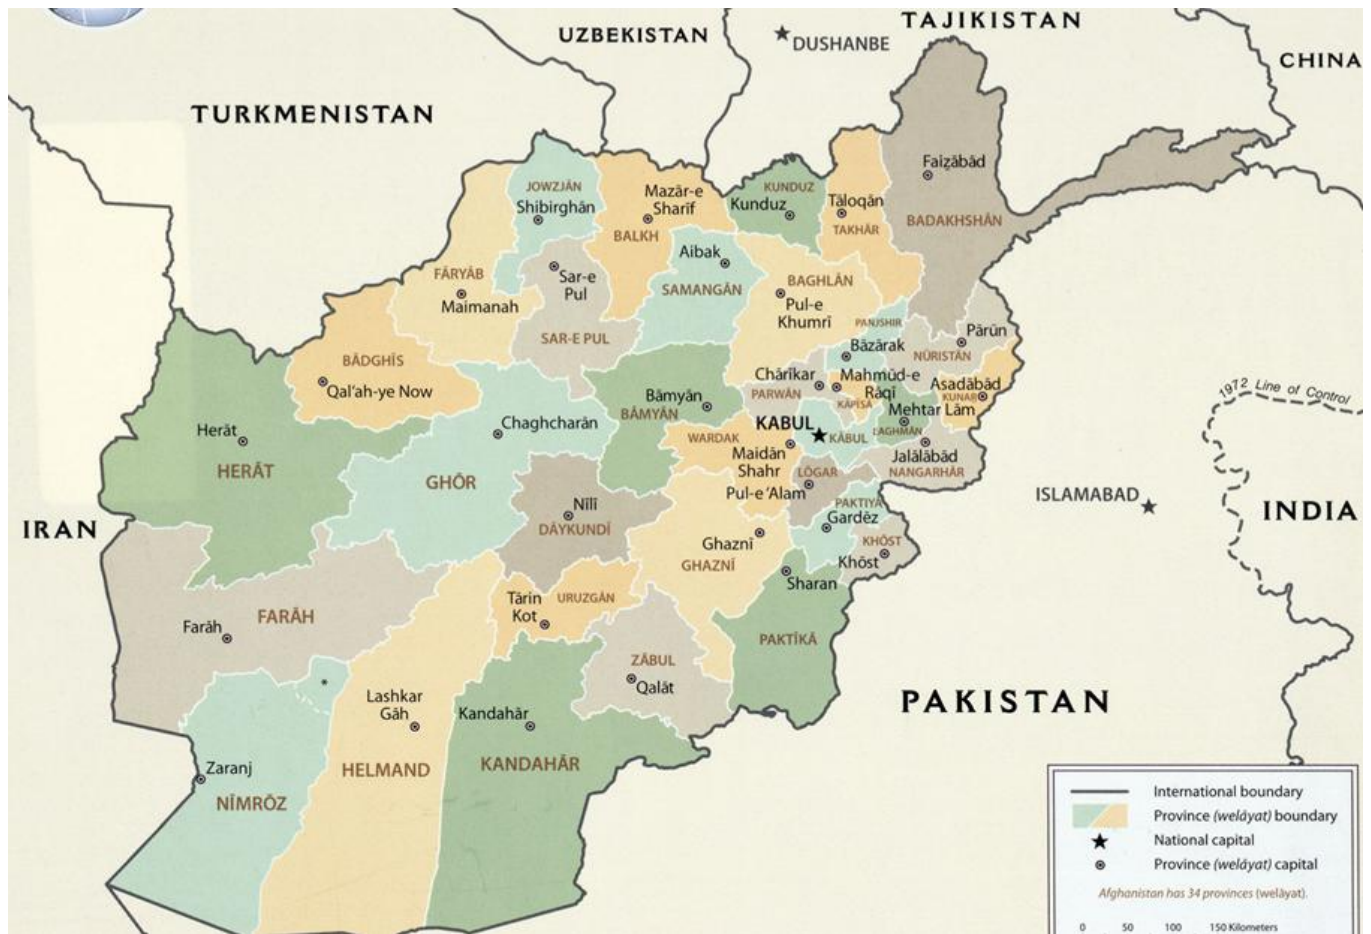 UZBEKISTAN
TAJIKISTAN
DUSHANBE
CHINA
TURKMENISTAN
Faiẓābād
JOWZJĀN
Shibirghān
Mazār-e
Sharīf
BALKH
KUNDUZ
Kunduz
Tāloqān
TAKHĀR
BADAKHSHĀN
Aibak
SAMANGĀN
FĀRYĀB
Maimanah
Sar-e
Pul
SAR-E PUL
BAGHLĀN
Pul-e
Khumrī
PANJSHIR
Bāzārak
Pārūn
NŪRISTĀN
BĀDGHĪS
Qal'ah-ye Now
Chārīkar
PARWĀN
Mahmūd-e
Rāqī
KĀPĪSĀ
Asadābād
KUNAR
Mehtar Lām
LAGHMĀN
Bāmyān
BĀMYĀN
KABUL
KĀBUL
Jalālābād
NANGARHĀR
1972 Line of Control
Herāt
HERĀT
Chaghcharān
GHŌR
WARDAK
Maidān
Shahr
LŌGAR
Pul-e 'Alam
PAKTIYĀ
Gardēz
KHŌST
Khōst
ISLAMABAD
INDIA
IRAN
Nīlī
DĀYKUNDĪ
Ghaznī
GHAZNĪ
Sharan
PAKTĪKĀ
Tārin
Kot
URUZGĀN
FARĀH
Farāh
ZĀBUL
Qalāt
PAKISTAN
Lashkar
Gāh
Kandahār
KANDAHĀR
HELMAND
Zaranj
NĪMRŌZ
International boundary
Province (welāyat) boundary
National capital
Province (welāyat) capital
Afghanistan has 34 provinces (welāyat).
0 50 100 150 Kilometers